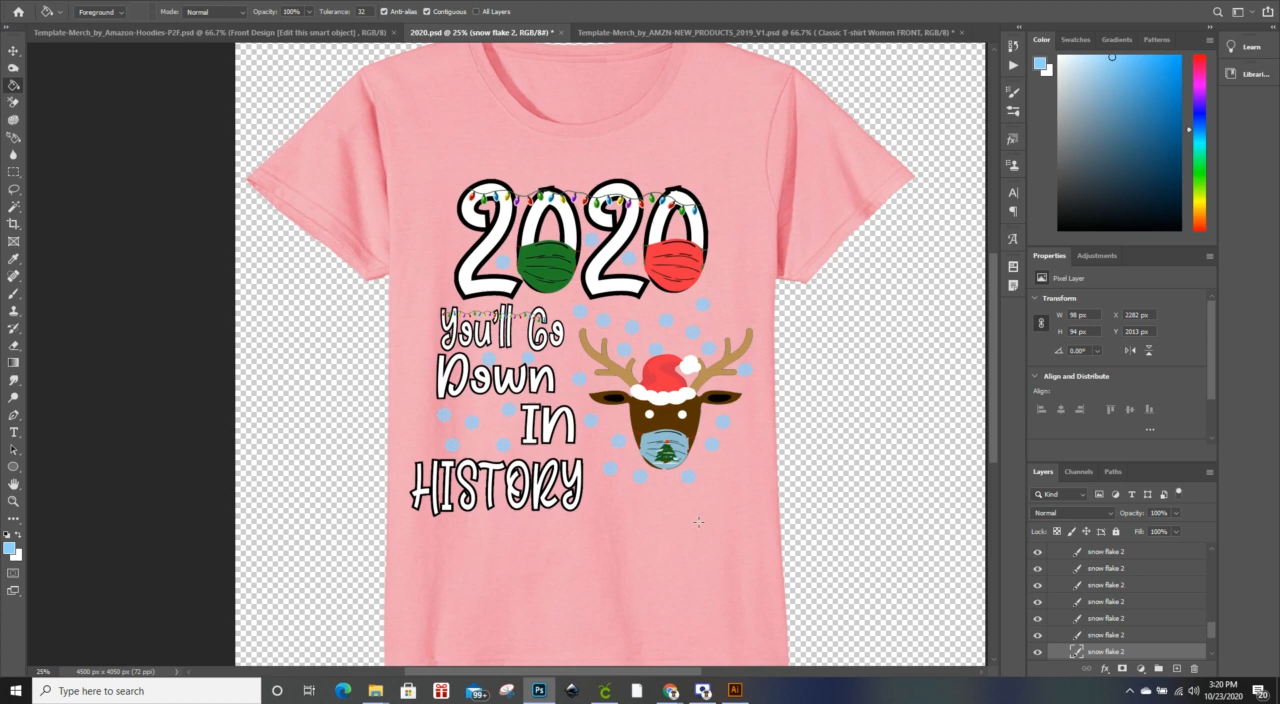 Foreground
Mode: Normal
Opacity: 100%
Tolerance: 32
Anti-alias
Contiguous
All Layers
Template-Merch_by_Amazon-Hoodies-P2F.psd @ 66.7% (Front Design [Edit this smart object] , RGB/8)
2020.psd @ 25% (snow flake 2, RGB/8#) *
Template-Merch_by_AMZN-NEW_PRODUCTS_2019_V1.psd @ 66.7% ( Classic T-shirt Women FRONT, RGB/8) *
2020
You'll Go
Down
In
HISTORY
Color
Swatches
Gradients
Patterns
Learn
Librari...
Properties
Adjustments
Pixel Layer
Transform
W 98 px
X 2282 px
H 94 px
Y 2013 px
0.00°
Align and Distribute
Align:
Layers
Channels
Paths
Kind
Normal
Opacity: 100%
Lock:
Fill: 100%
snow flake 2
snow flake 2
snow flake 2
snow flake 2
snow flake 2
snow flake 2
snow flake 2
25%
4500 px x 4050 px (72 ppi)
Type here to search
99+
Ps
Ai
3:20 PM
10/23/2020
20